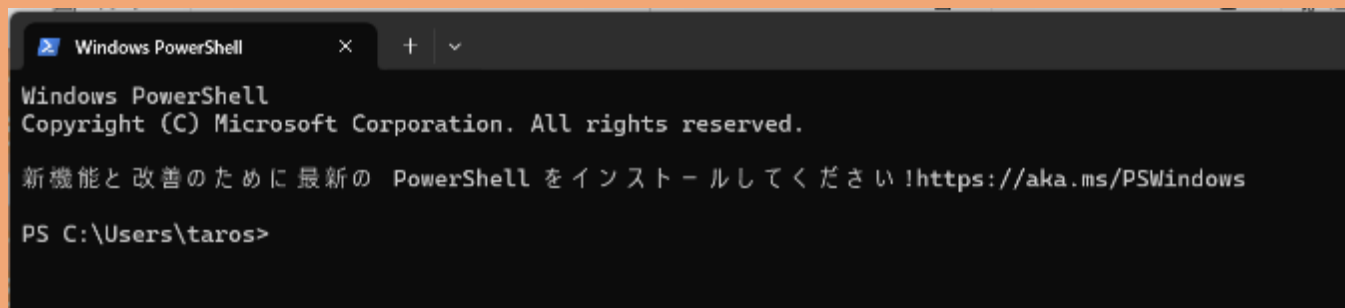 Windows PowerShell
Windows PowerShell
Copyright (C) Microsoft Corporation. All rights reserved.
新機能と改善のために最新の PowerShell をインストールしてください!https://aka.ms/PSWindows
PS C:\Users\taros>